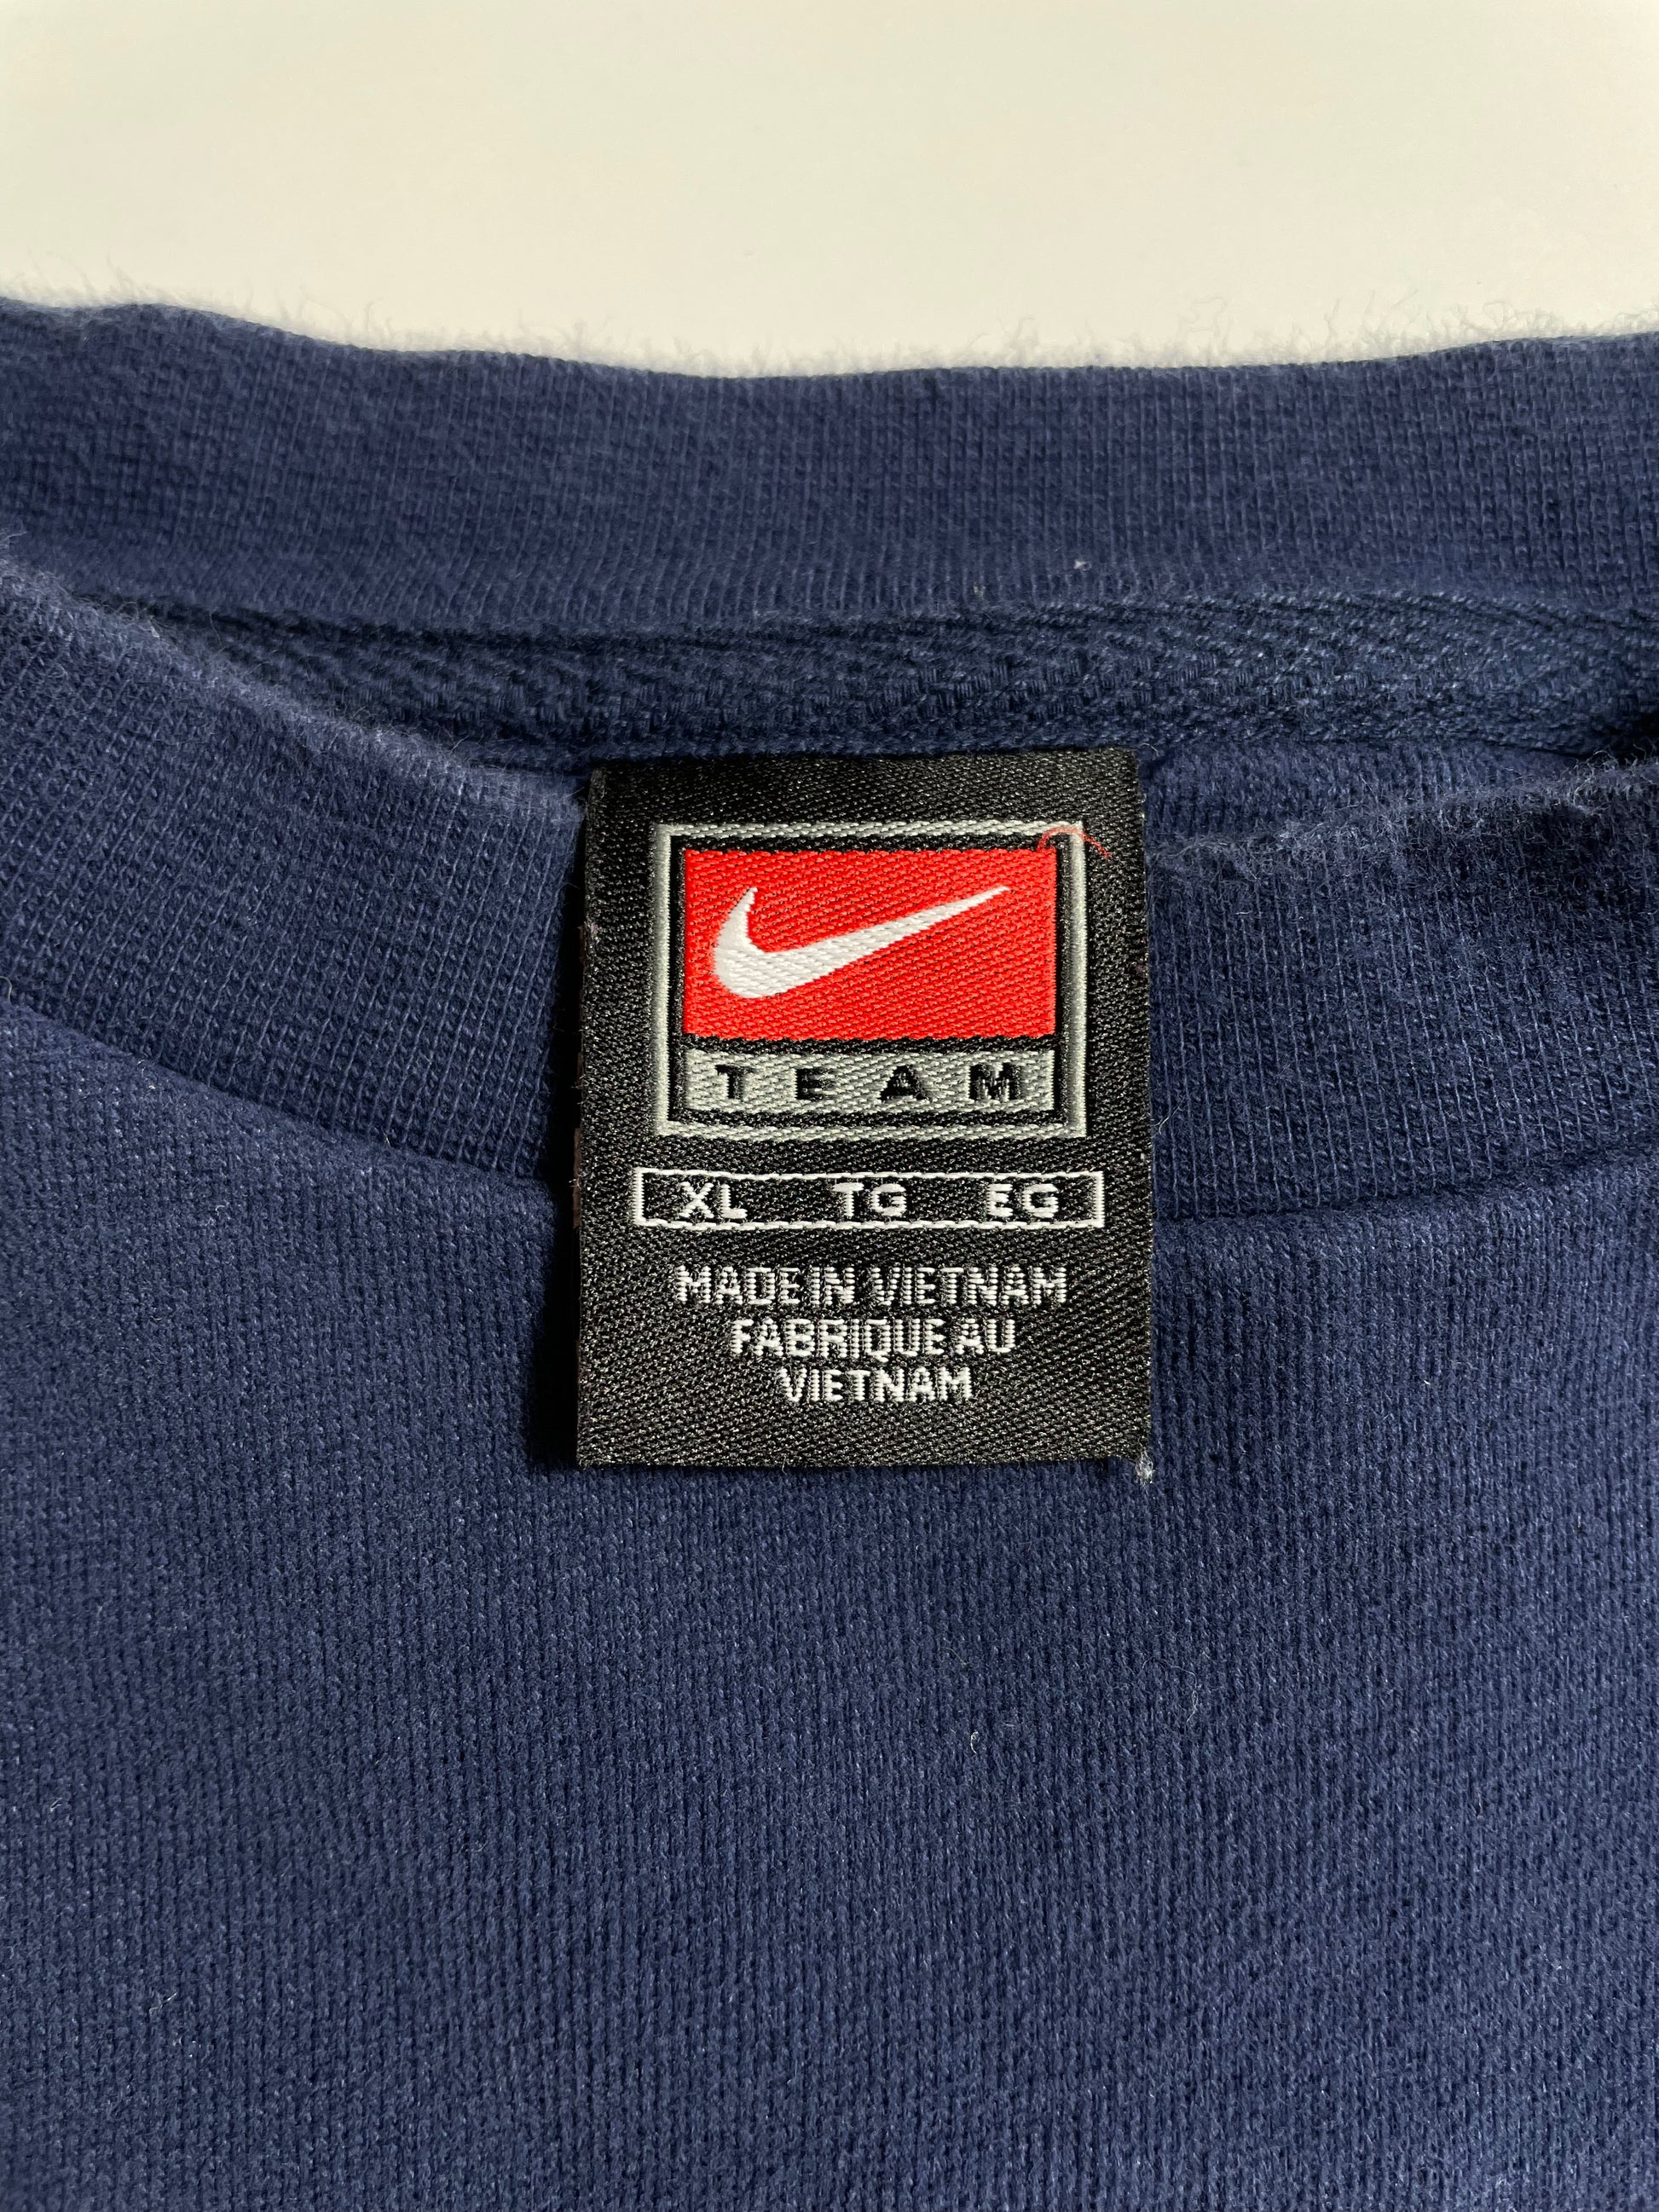 TEAM
XL TG EG
MADE IN VIETNAM
FABRIQUE AU
VIETNAM